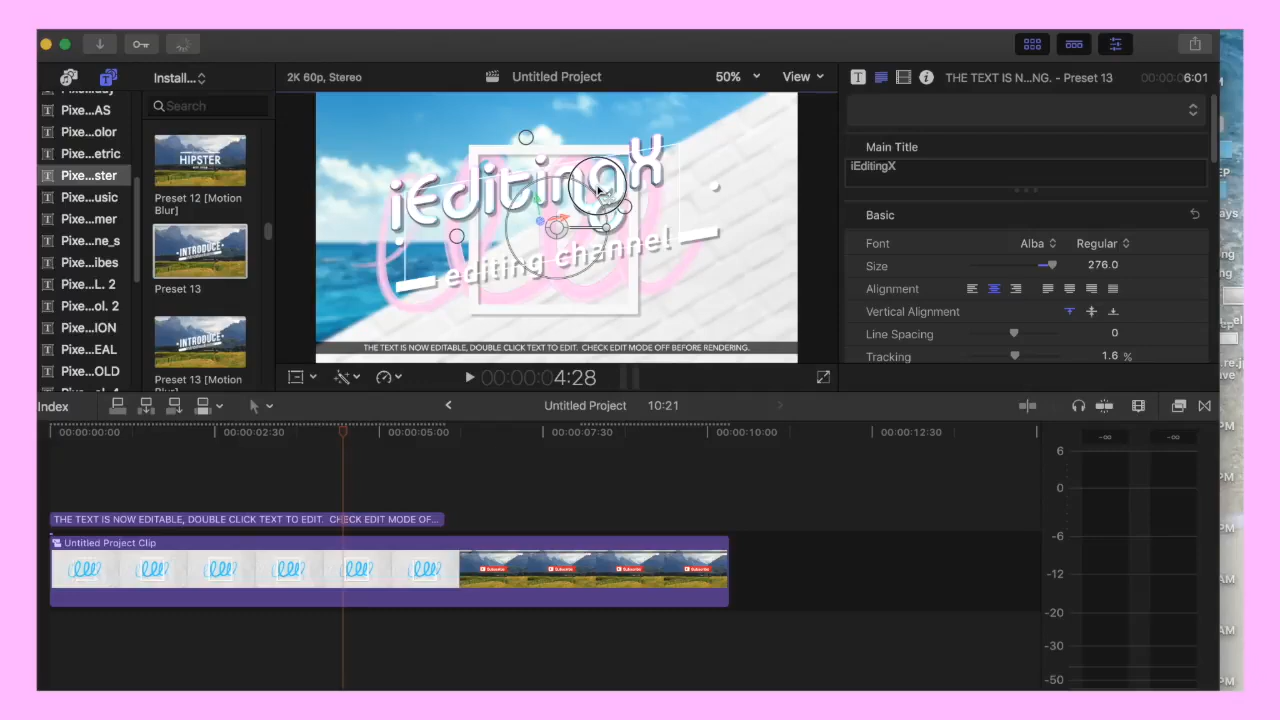 Install...
Search
2K 60p, Stereo
Untitled Project
50%
View
THE TEXT IS N...NG. - Preset 13
6:01
Pixe...AS
Pixe...olor
Pixe...etric
Pixe...ster
Pixe...usic
Pixe...mer
Pixe...ne_s
Pixe...ibes
Pixe...L. 2
Pixe...ol. 2
Pixe...ION
Pixe...EAL
Pixe...OLD
HIPSTER
Preset 12 [Motion
Blur]
INTRODUCE
Preset 13
INTRODUCE
Preset 13 [Motion
iEditingX
editing channel
THE TEXT IS NOW EDITABLE, DOUBLE CLICK TEXT TO EDIT. CHECK EDIT MODE OFF BEFORE RENDERING.
00:00:04:28
Main Title
iEditingX
Basic
Font Alba Regular
Size 276.0
Alignment
Vertical Alignment
Line Spacing 0
Tracking 1.6 %
Index
Untitled Project 10:21
00:00:00:00
00:00:02:30
00:00:05:00
00:00:07:30
00:00:10:00
00:00:12:30
THE TEXT IS NOW EDITABLE, DOUBLE CLICK TEXT TO EDIT. CHECK EDIT MODE OF...
Untitled Project Clip
Subscribe
Subscribe
Subscribe
Subscribe
-∞ -∞
6
0
-6
-12
-20
-30
-50